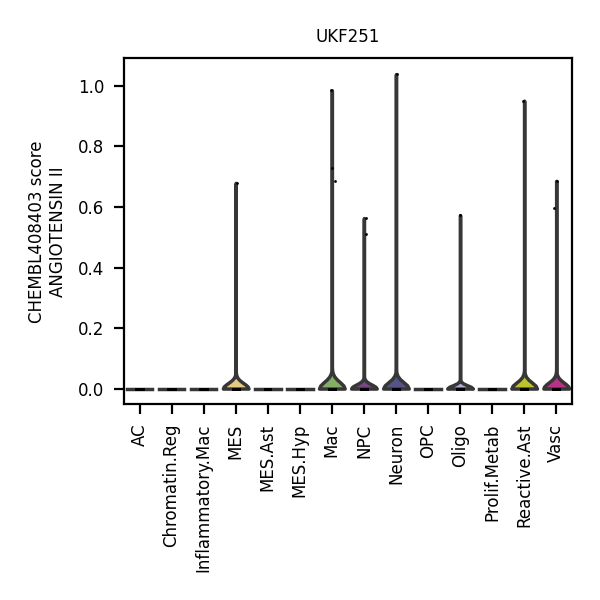 UKF251
CHEMBL408403 score
ANGIOTENSIN II
1.0
0.8
0.6
0.4
0.2
0.0
AC
Chromatin.Reg
Inflammatory.Mac
MES
MES.Ast
MES.Hyp
Mac
NPC
Neuron
OPC
Oligo
Prolif.Metab
Reactive.Ast
Vasc